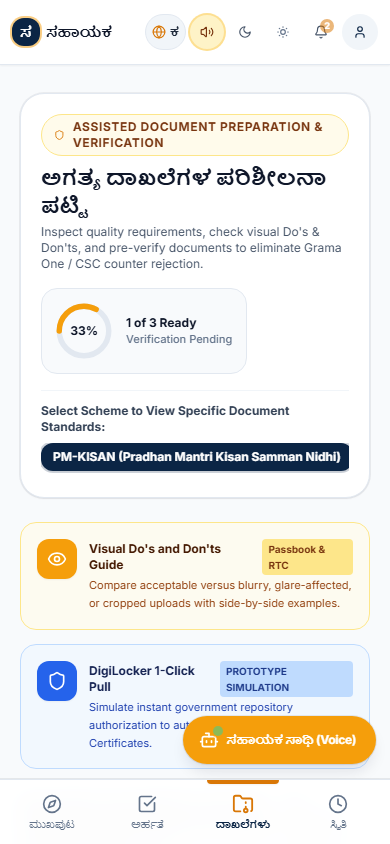 ಸ ಸಹಾಯಕ ಕ 2
ASSISTED DOCUMENT PREPARATION &
VERIFICATION
ಅಗತ್ಯ ದಾಖಲೆಗಳ ಪರಿಶೀಲನಾ
ಪಟ್ಟಿ
Inspect quality requirements, check visual Do's &
Don'ts, and pre-verify documents to eliminate Grama
One / CSC counter rejection.
33%
1 of 3 Ready
Verification Pending
Select Scheme to View Specific Document
Standards:
PM-KISAN (Pradhan Mantri Kisan Samman Nidhi)
Visual Do's and Don'ts
Guide
Passbook &
RTC
Compare acceptable versus blurry, glare-affected,
or cropped uploads with side-by-side examples.
DigiLocker 1-Click
Pull
PROTOTYPE
SIMULATION
Simulate instant government repository
authorization to
Certificates.
ಸಹಾಯಕ ಸಾಥಿ (Voice)
ಮುಖಪುಟ
ಅರ್ಹತೆ
ದಾಖಲೆಗಳು
ಸ್ಥಿತಿ